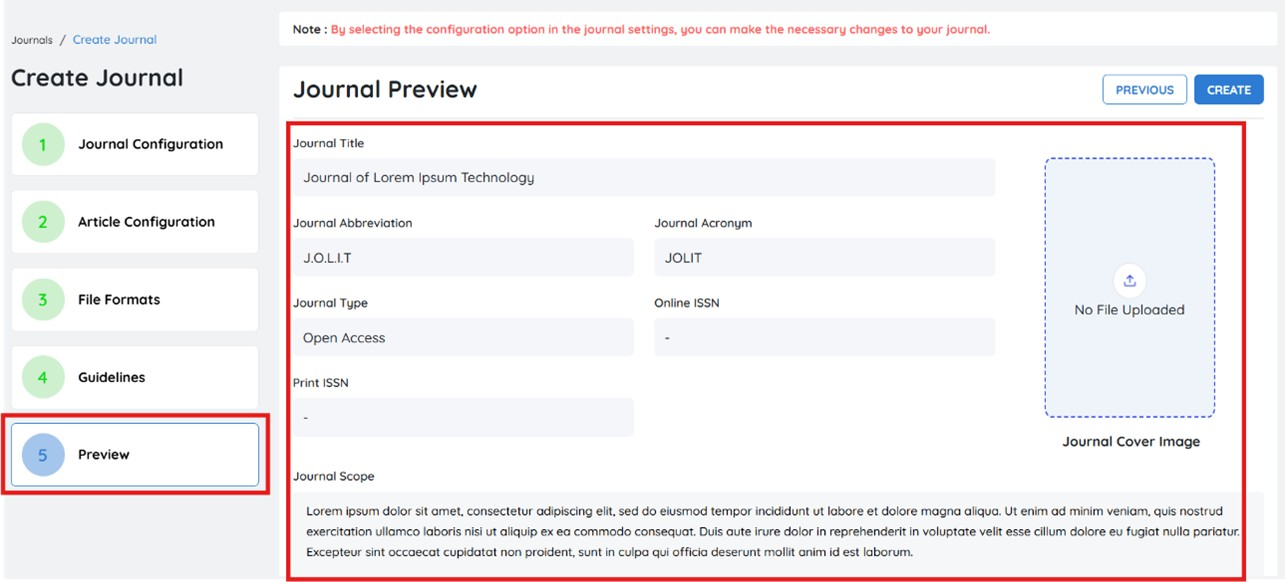 Journals / Create Journal
Create Journal
1 Journal Configuration
2 Article Configuration
3 File Formats
4 Guidelines
5 Preview
Note : By selecting the configuration option in the journal settings, you can make the necessary changes to your journal.
Journal Preview
PREVIOUS CREATE
Journal Title
Journal of Lorem Ipsum Technology
Journal Abbreviation Journal Acronym
J.O.L.I.T JOLIT
Journal Type Online ISSN
Open Access -
Print ISSN
-
No File Uploaded
Journal Cover Image
Journal Scope
Lorem ipsum dolor sit amet, consectetur adipiscing elit, sed do eiusmod tempor incididunt ut labore et dolore magna aliqua. Ut enim ad minim veniam, quis nostrud
exercitation ullamco laboris nisi ut aliquip ex ea commodo consequat. Duis aute irure dolor in reprehenderit in voluptate velit esse cillum dolore eu fugiat nulla pariatur.
Excepteur sint occaecat cupidatat non proident, sunt in culpa qui officia deserunt mollit anim id est laborum.